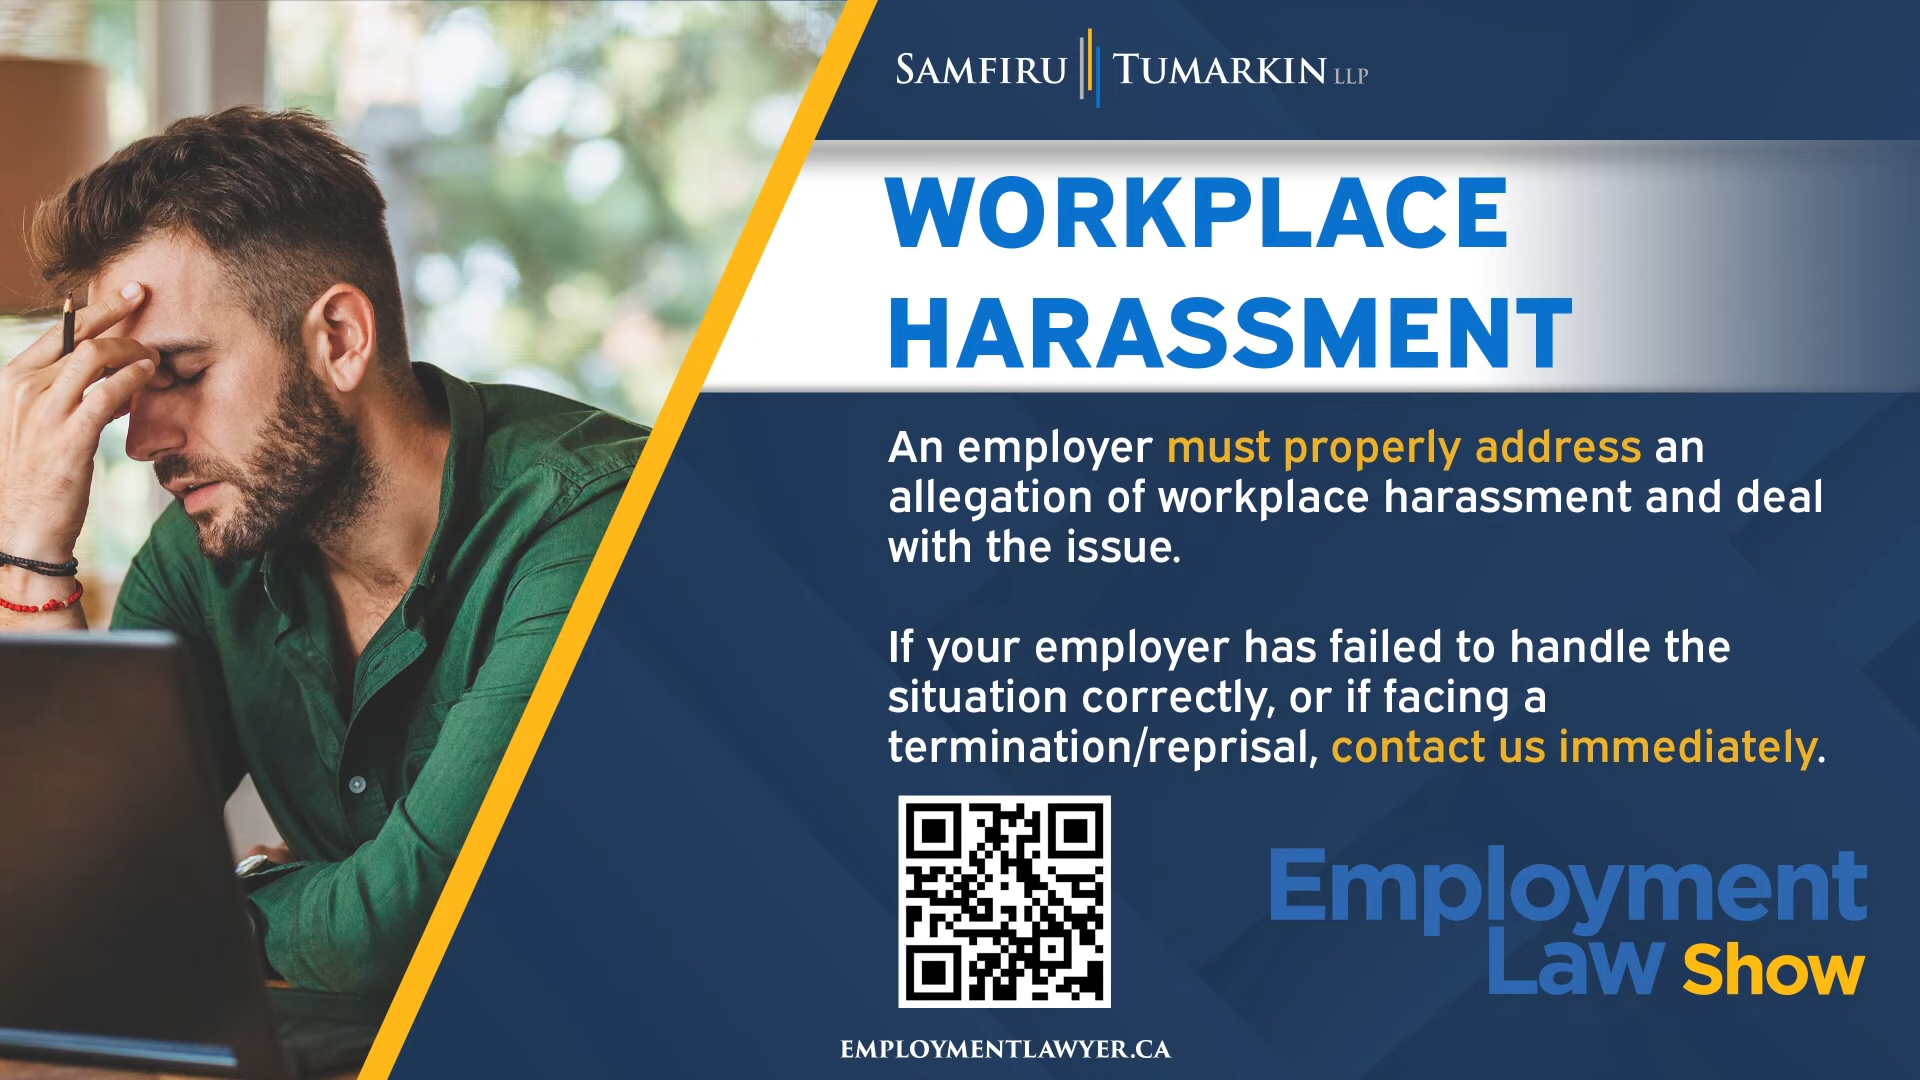 SAMFIRU TUMARKIN LLP
WORKPLACE
HARASSMENT
An employer must properly address an
allegation of workplace harassment and deal
with the issue.
If your employer has failed to handle the
situation correctly, or if facing a
termination/reprisal, contact us immediately.
Employment
Law Show
EMPLOYMENTLAWYER.CA